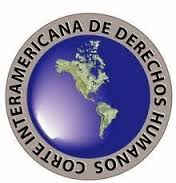 CORTE INTERAMERICANA DE DERECHOS HUMANOS